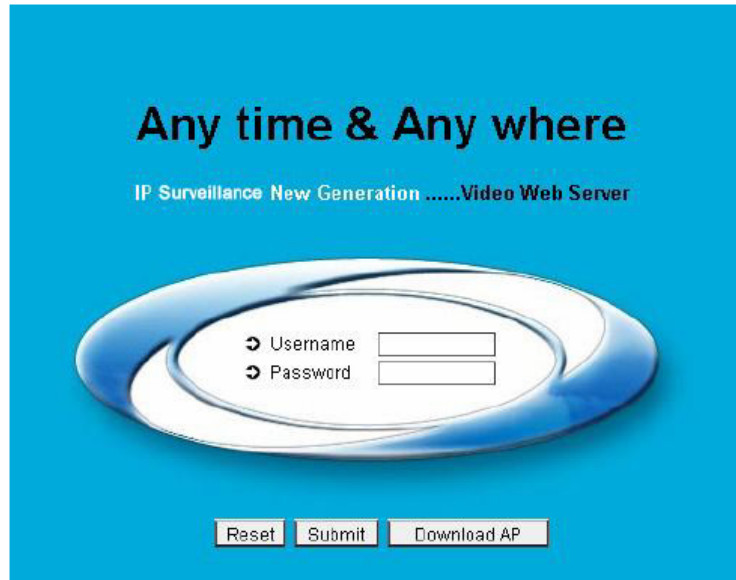 Any time & Any where
IP Surveillance New Generation ......Video Web Server
Username
Password
Reset Submit Download AP